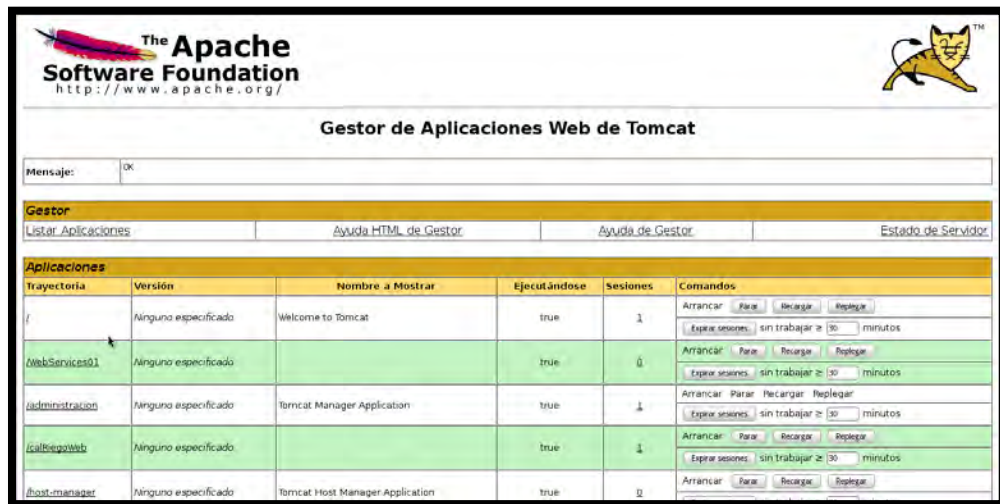 The Apache
Software Foundation
http://www.apache.org/
TM
Gestor de Aplicaciones Web de Tomcat
Mensaje: OK
Gestor
Listar Aplicaciones Ayuda HTML de Gestor Ayuda de Gestor Estado de Servidor
Aplicaciones
Trayectoria Versión Nombre a Mostrar Ejecutándose Sesiones Comandos
/ Ninguno especificado Welcome to Tomcat true 1 Arrancar Parar Recargar Replegar
Expirar sesiones sin trabajar ≥ 30 minutos
/WebServices01 Ninguno especificado true 0 Arrancar Parar Recargar Replegar
Expirar sesiones sin trabajar ≥ 30 minutos
/administracion Ninguno especificado Tomcat Manager Application true 1 Arrancar Parar Recargar Replegar
Expirar sesiones sin trabajar ≥ 30 minutos
/calRiegoWeb Ninguno especificado true 1 Arrancar Parar Recargar Replegar
Expirar sesiones sin trabajar ≥ 30 minutos
/host-manager Ninguno especificado Tomcat Host Manager Application true 0 Arrancar Parar Recargar Replegar